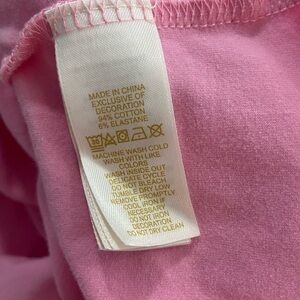 MADE IN CHINA
EXCLUSIVE OF
DECORATION
94% COTTON
6% ELASTANE
30
MACHINE WASH COLD
WASH WITH LIKE
COLORS
WASH INSIDE OUT
DELICATE CYCLE
DO NOT BLEACH
TUMBLE DRY LOW
REMOVE PROMPTLY
COOL IRON IF
NECESSARY
DO NOT IRON
DECORATION
DO NOT DRY CLEAN